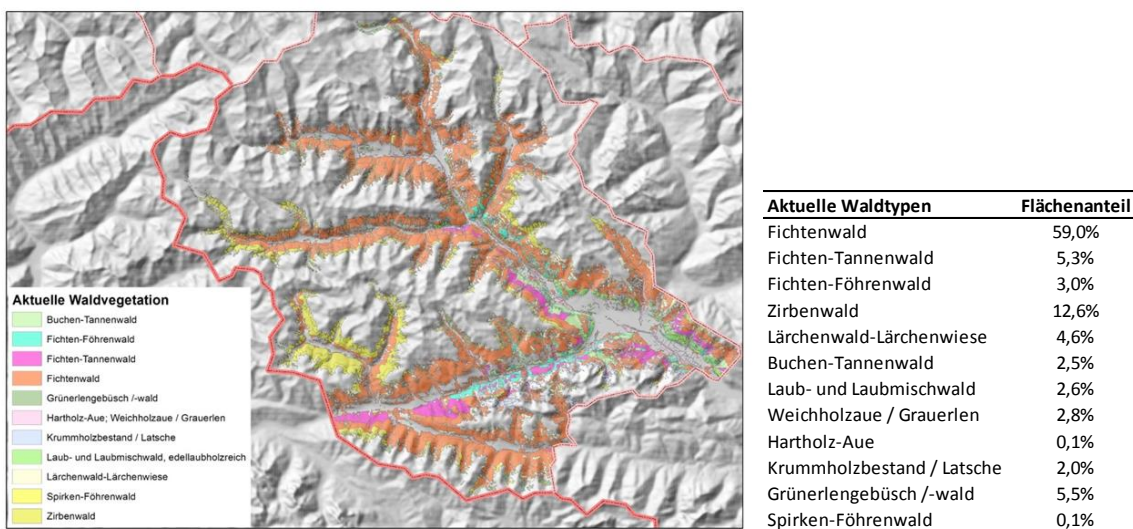 Aktuelle Waldvegetation
Buchen-Tannenwald
Fichten-Föhrenwald
Fichten-Tannenwald
Fichtenwald
Grünerlengebüsch /-wald
Hartholz-Aue; Weichholzaue / Grauerlen
Krummholzbestand / Latsche
Laub- und Laubmischwald, edellaubholzreich
Lärchenwald-Lärchenwiese
Spirken-Föhrenwald
Zirbenwald
Aktuelle Waldtypen Flächenanteil
Fichtenwald 59,0%
Fichten-Tannenwald 5,3%
Fichten-Föhrenwald 3,0%
Zirbenwald 12,6%
Lärchenwald-Lärchenwiese 4,6%
Buchen-Tannenwald 2,5%
Laub- und Laubmischwald 2,6%
Weichholzaue / Grauerlen 2,8%
Hartholz-Aue 0,1%
Krummholzbestand / Latsche 2,0%
Grünerlengebüsch /-wald 5,5%
Spirken-Föhrenwald 0,1%